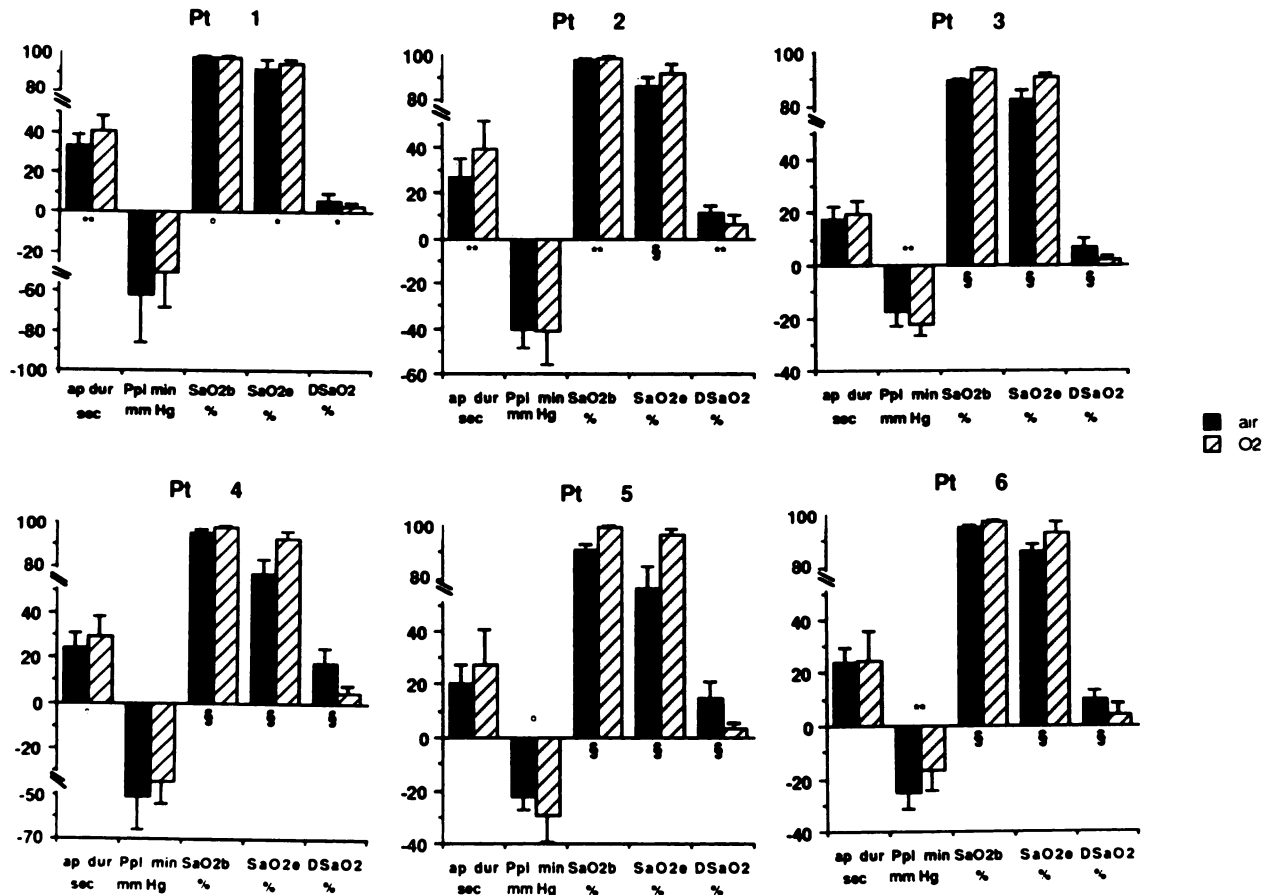 Pt 1
100
80
40
20
0
-20
-60
-80
-100
** ° * *
ap dur Ppl min SaO2b SaO2e DSaO2
sec mm Hg % % %
Pt 2
100
80
40
20
0
-20
-40
-60
** ** § **
ap dur Ppl min SaO2b SaO2e DSaO2
sec mm Hg % % %
Pt 3
100
80
40
20
0
-20
-40
** § § §
ap dur Ppl min SaO2b SaO2e DSaO2
sec mm Hg % % %
air
O2
Pt 4
100
80
40
20
0
-20
-50
-70
§ § §
ap dur Ppl min SaO2b SaO2e DSaO2
sec mm Hg % % %
Pt 5
100
80
40
20
0
-20
-40
° § § §
ap dur Ppl min SaO2b SaO2e DSaO2
sec mm Hg % % %
Pt 6
100
80
40
20
0
-20
-40
** § § §
ap dur Ppl min SaO2b SaO2e DSaO2
sec mm Hg % % %